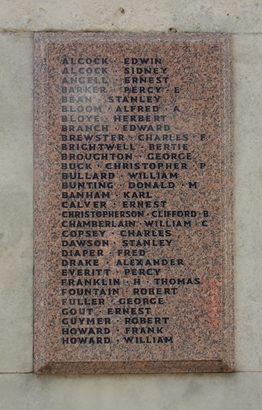 ALCOCK · EDWIN
ALCOCK · SIDNEY
ANGELL · ERNEST
BARKER · PERCY · E
BEAN · STANLEY
BLOOM · ALFRED · A
BLOYE · HERBERT
BRANCH · EDWARD
BREWSTER · CHARLES · F
BRIGHTWELL · BERTIE
BROUGHTON · GEORGE
BUCK · CHRISTOPHER · P
BULLARD · WILLIAM
BUNTING · DONALD · M
BANHAM · KARL
CALVER · ERNEST
CHRISTOPHERSON · CLIFFORD · B
CHAMBERLAIN · WILLIAM · C
COPSEY · CHARLES
DAWSON · STANLEY
DIAPER · FRED
DRAKE · ALEXANDER
EVERITT · PERCY
FRANKLIN · H · THOMAS
FOUNTAIN · ROBERT
FULLER · GEORGE
GOUT · ERNEST
GUYMER · ROBERT
HOWARD · FRANK
HOWARD · WILLIAM